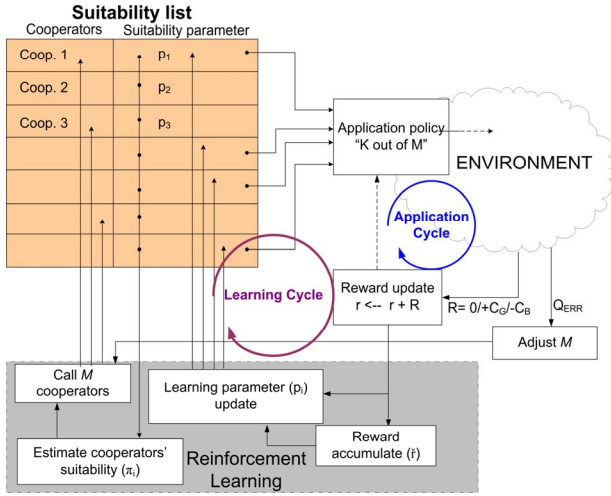 Suitability list
Cooperators Suitability parameter
Coop. 1 p1
Coop. 2 p2
Coop. 3 p3
Application policy
“K out of M”
ENVIRONMENT
Application
Cycle
Learning Cycle
Reward update
r <-- r + R
R= 0/+CG/-CB
QERR
Adjust M
Call M
cooperators
Learning parameter (pi)
update
Estimate cooperators’
suitability (πi)
Reward
accumulate (ř)
Reinforcement
Learning